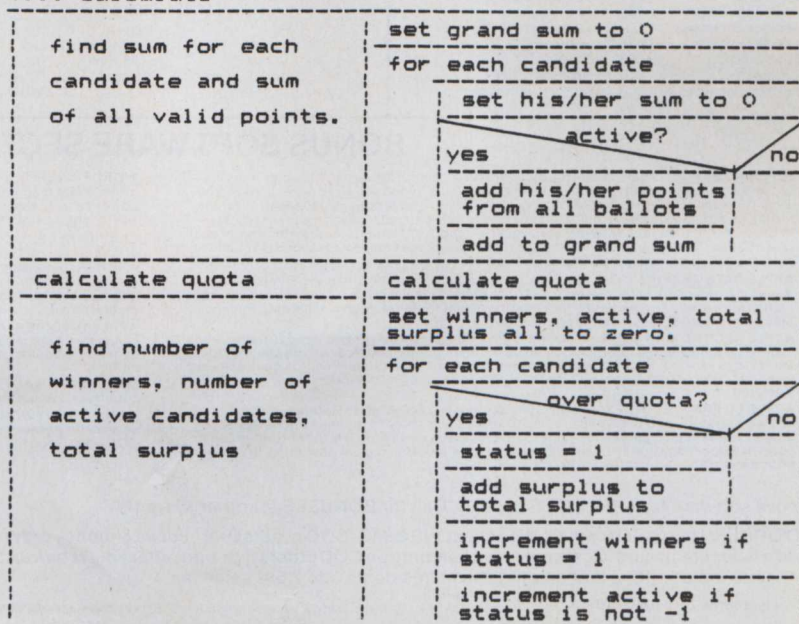 find sum for each
candidate and sum
of all valid points.
set grand sum to 0
for each candidate
set his/her sum to 0
active?
yes
no
add his/her points
from all ballots
add to grand sum
calculate quota
calculate quota
find number of
winners, number of
active candidates,
total surplus
set winners, active, total
surplus all to zero.
for each candidate
over quota?
yes
no
status = 1
add surplus to
total surplus
increment winners if
status = 1
increment active if
status is not -1